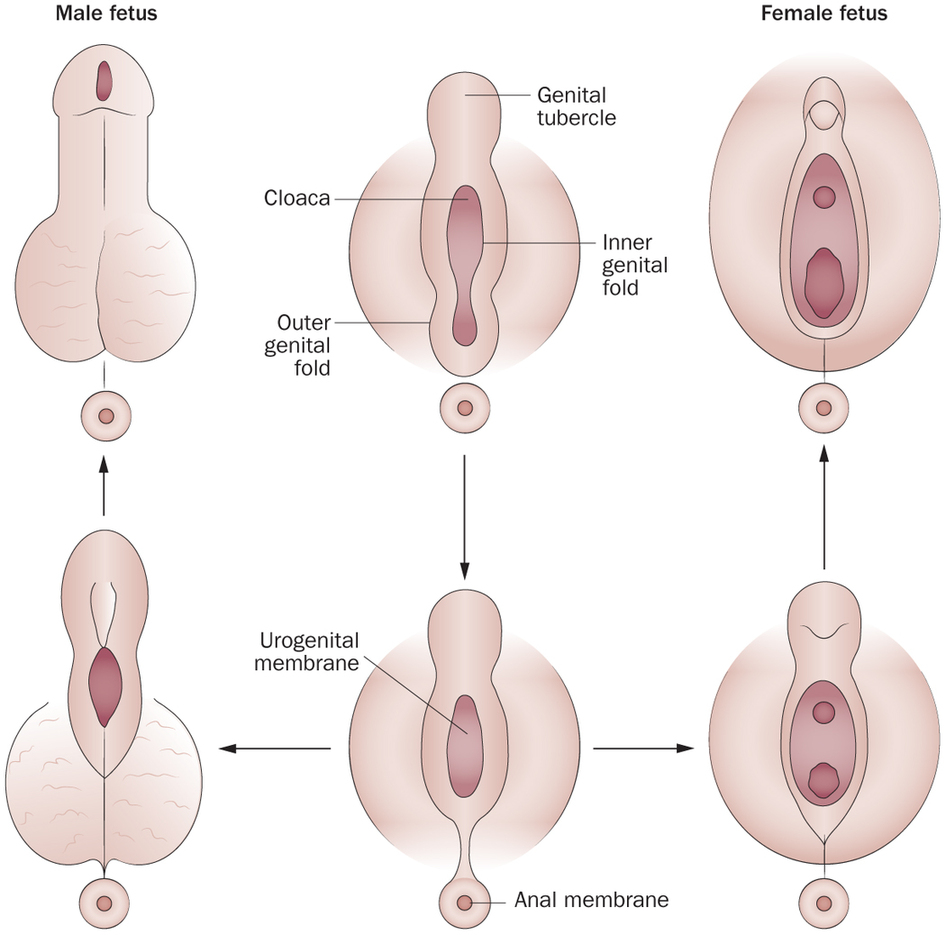 Male fetus
Female fetus
Genital
tubercle
Cloaca
Inner
genital
fold
Outer
genital
fold
Urogenital
membrane
Anal membrane